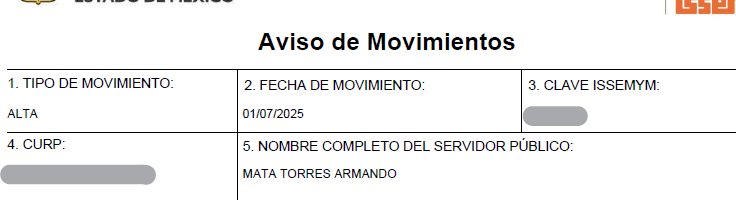 ESTADO DE MÉXICO
Aviso de Movimientos
1. TIPO DE MOVIMIENTO:
2. FECHA DE MOVIMIENTO:
3. CLAVE ISSEMYM:
ALTA
01/07/2025
4. CURP:
5. NOMBRE COMPLETO DEL SERVIDOR PÚBLICO:
MATA TORRES ARMANDO